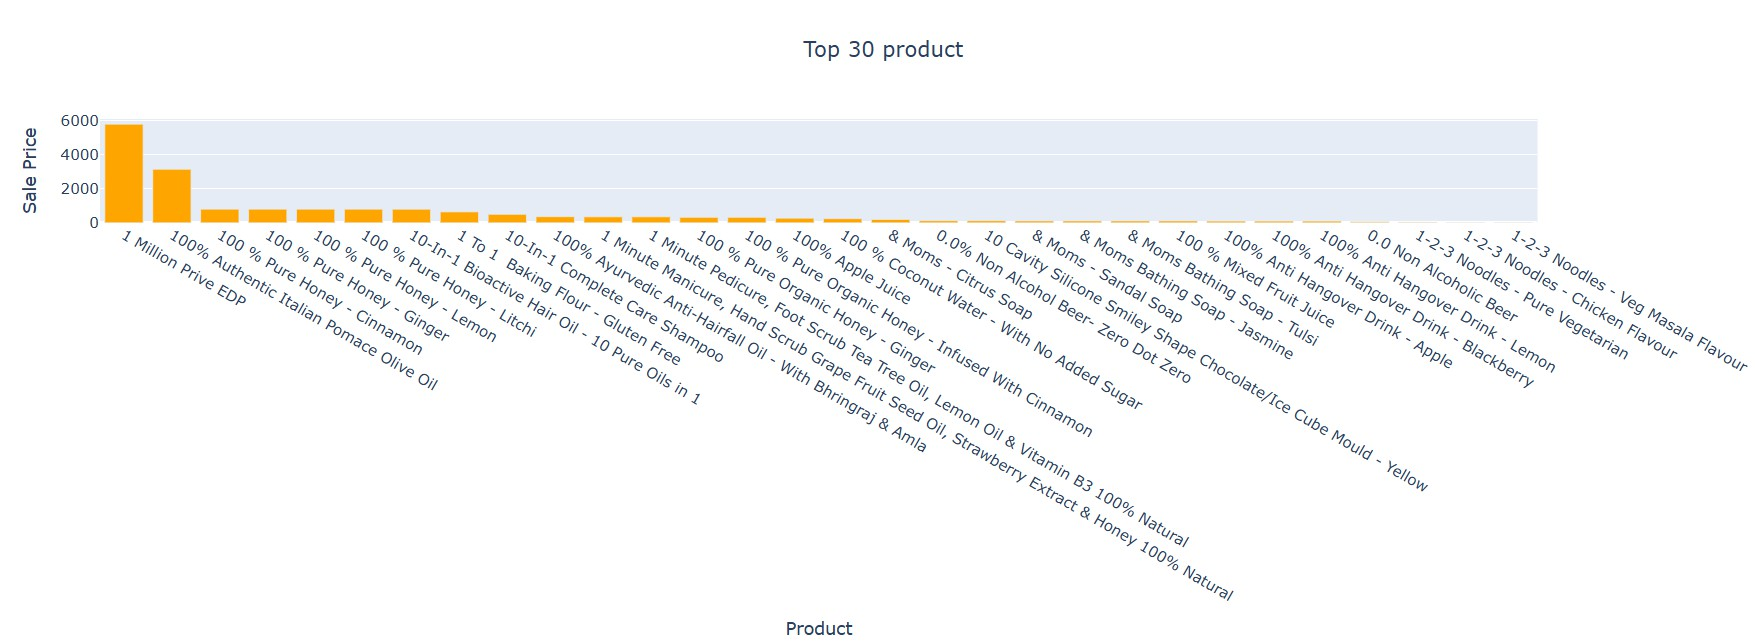 Top 30 product
Sale Price
6000
4000
2000
0
1 Million Prive EDP
100% Authentic Italian Pomace Olive Oil
100 % Pure Honey - Cinnamon
100 % Pure Honey - Ginger
100 % Pure Honey - Lemon
100 % Pure Honey - Litchi
10-In-1 Bioactive Hair Oil - 10 Pure Oils in 1
1 To 1  Baking Flour - Gluten Free
10-In-1 Complete Care Shampoo
100% Ayurvedic Anti-Hairfall Oil - With Bhringraj & Amla
1 Minute Manicure, Hand Scrub Grape Fruit Seed Oil, Strawberry Extract & Honey 100% Natural
1 Minute Pedicure, Foot Scrub Tea Tree Oil, Lemon Oil & Vitamin B3 100% Natural
100 % Pure Organic Honey - Ginger
100 % Pure Organic Honey - Infused With Cinnamon
100% Apple Juice
100 % Coconut Water - With No Added Sugar
& Moms - Citrus Soap
0.0% Non Alcohol Beer- Zero Dot Zero
10 Cavity Silicone Smiley Shape Chocolate/Ice Cube Mould - Yellow
& Moms - Sandal Soap
& Moms Bathing Soap - Jasmine
& Moms Bathing Soap - Tulsi
100 % Mixed Fruit Juice
100% Anti Hangover Drink - Apple
100% Anti Hangover Drink - Blackberry
100% Anti Hangover Drink - Lemon
0.0 Non Alcoholic Beer
1-2-3 Noodles - Pure Vegetarian
1-2-3 Noodles - Chicken Flavour
1-2-3 Noodles - Veg Masala Flavour
Product